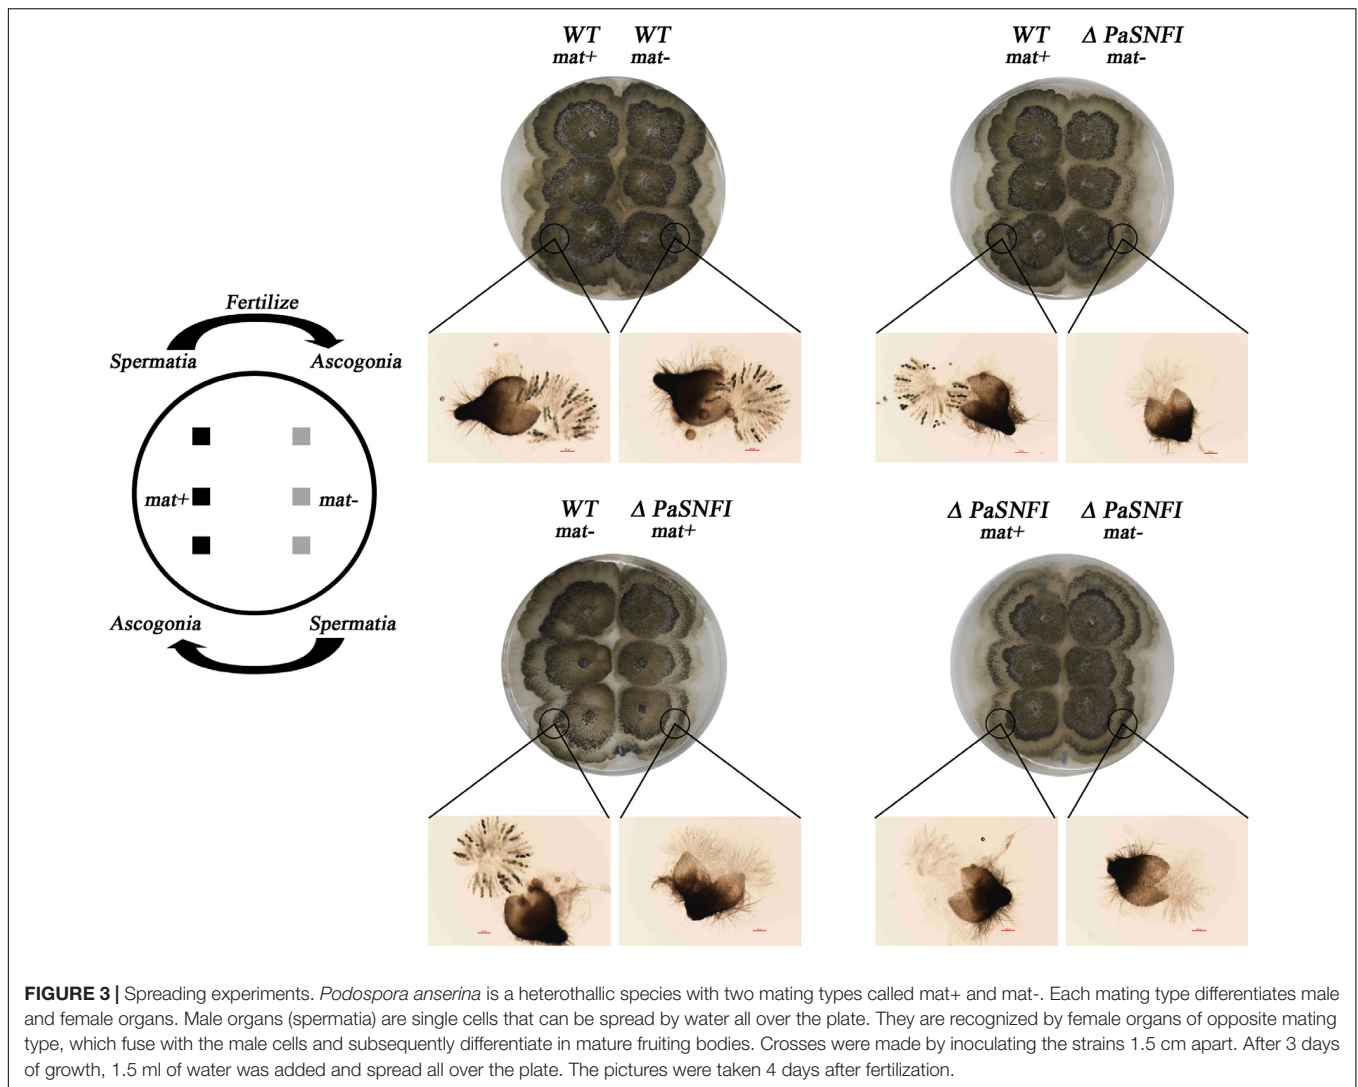 WT WT
mat+ mat-
WT Δ PaSNFI
mat+ mat-
Fertilize
Spermatia Ascogonia
mat+ mat-
Ascogonia Spermatia
WT Δ PaSNFI
mat- mat+
Δ PaSNFI Δ PaSNFI
mat+ mat-
FIGURE 3 | Spreading experiments. Podospora anserina is a heterothallic species with two mating types called mat+ and mat-. Each mating type differentiates male
and female organs. Male organs (spermatia) are single cells that can be spread by water all over the plate. They are recognized by female organs of opposite mating
type, which fuse with the male cells and subsequently differentiate in mature fruiting bodies. Crosses were made by inoculating the strains 1.5 cm apart. After 3 days
of growth, 1.5 ml of water was added and spread all over the plate. The pictures were taken 4 days after fertilization.